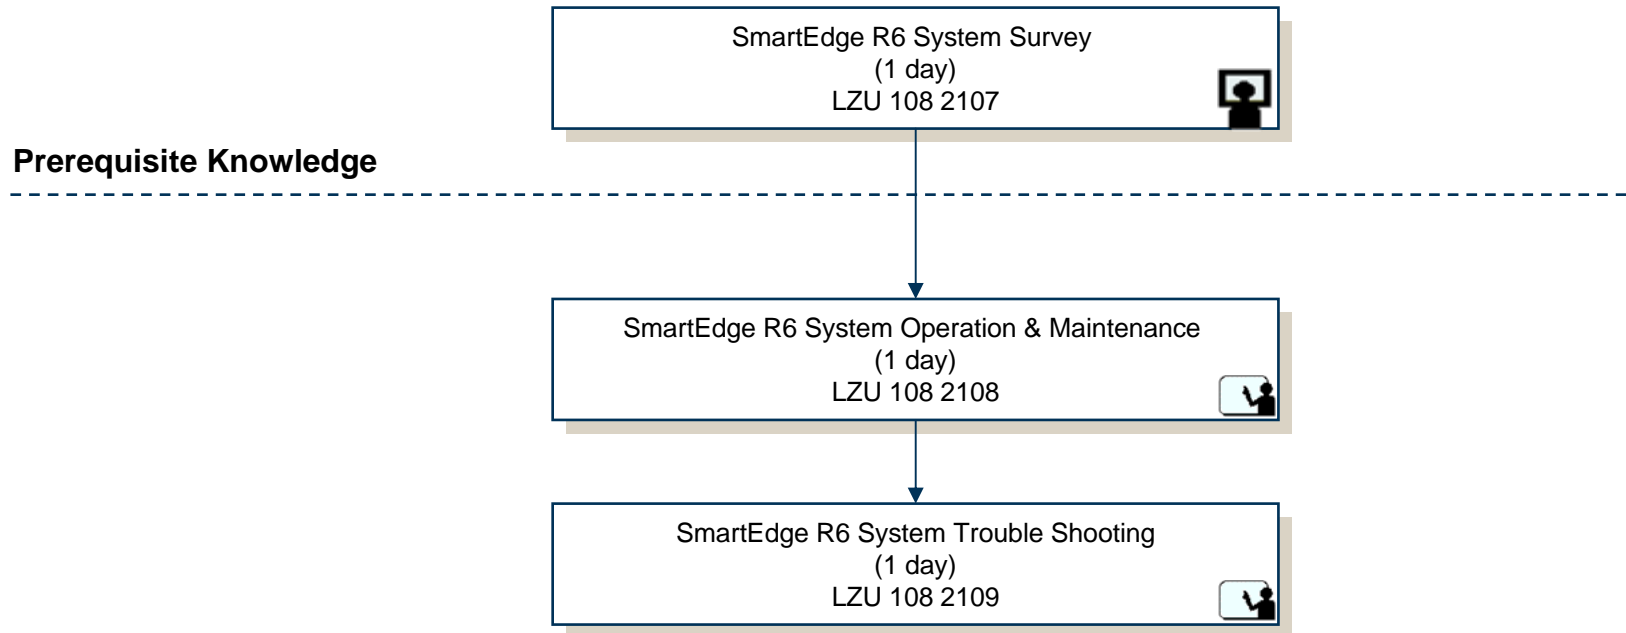 SmartEdge R6 System Survey
(1 day)
LZU 108 2107
Prerequisite Knowledge
SmartEdge R6 System Operation & Maintenance
(1 day)
LZU 108 2108
SmartEdge R6 System Trouble Shooting
(1 day)
LZU 108 2109